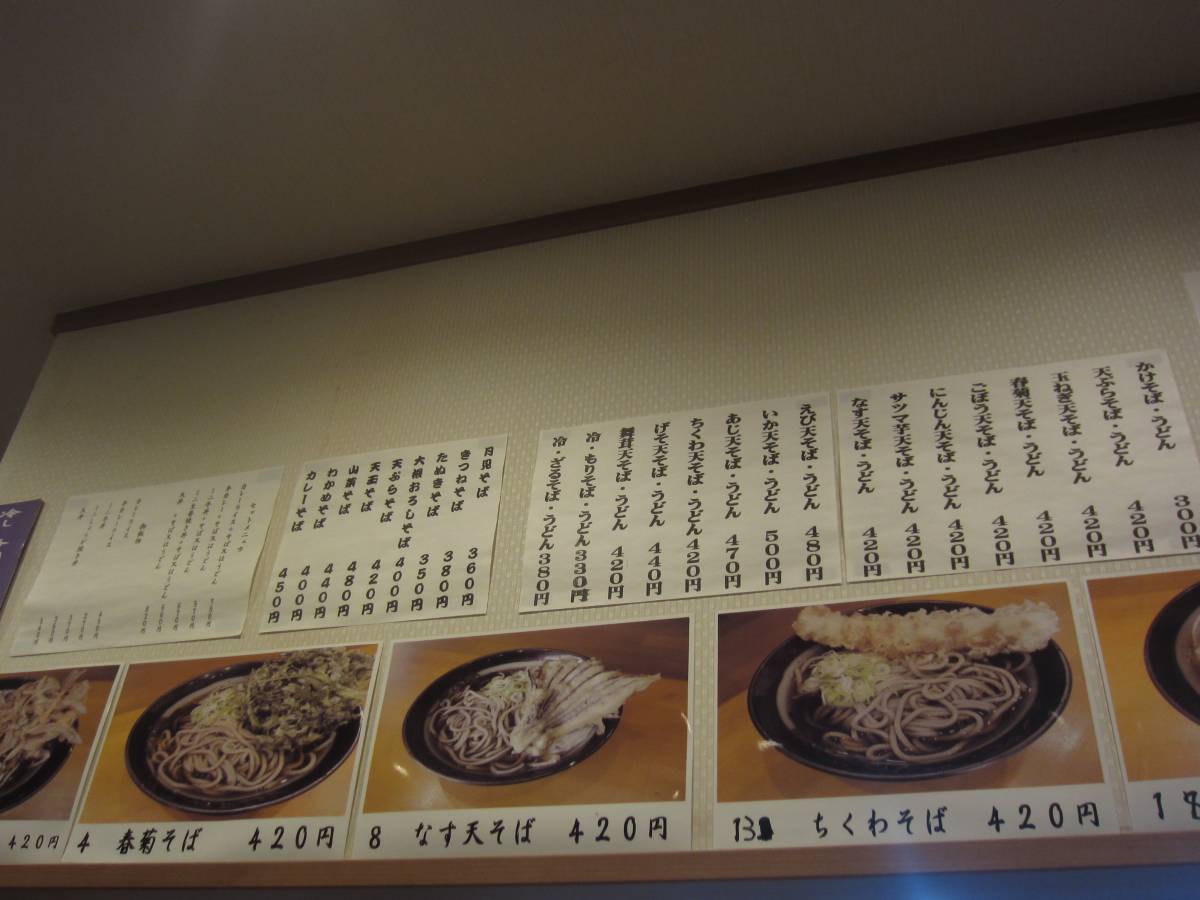 かけそば・うどん 300円
天ぷらそば・うどん 420円
玉ねぎ天そば・うどん 420円
春菊天そば・うどん 420円
ごぼう天そば・うどん 420円
にんじん天そば・うどん 420円
サツマ芋天そば・うどん 420円
なす天そば・うどん 420円
えび天そば・うどん 480円
いか天そば・うどん 500円
あじ天そば・うどん 470円
ちくわ天そば・うどん 420円
げそ天そば・うどん 440円
舞茸天そば・うどん 420円
冷・もりそば・うどん 330円
冷・ざるそば・うどん 380円
月見そば 360円
きつねそば 380円
たぬきそば 350円
大根おろしそば 400円
天ぷらそば 420円
天玉そば 480円
山菜そば 440円
わかめそば 400円
カレーそば 450円
セットメニュウ
420円
4 春菊そば 420円
8 なす天そば 420円
13 ちくわそば 420円